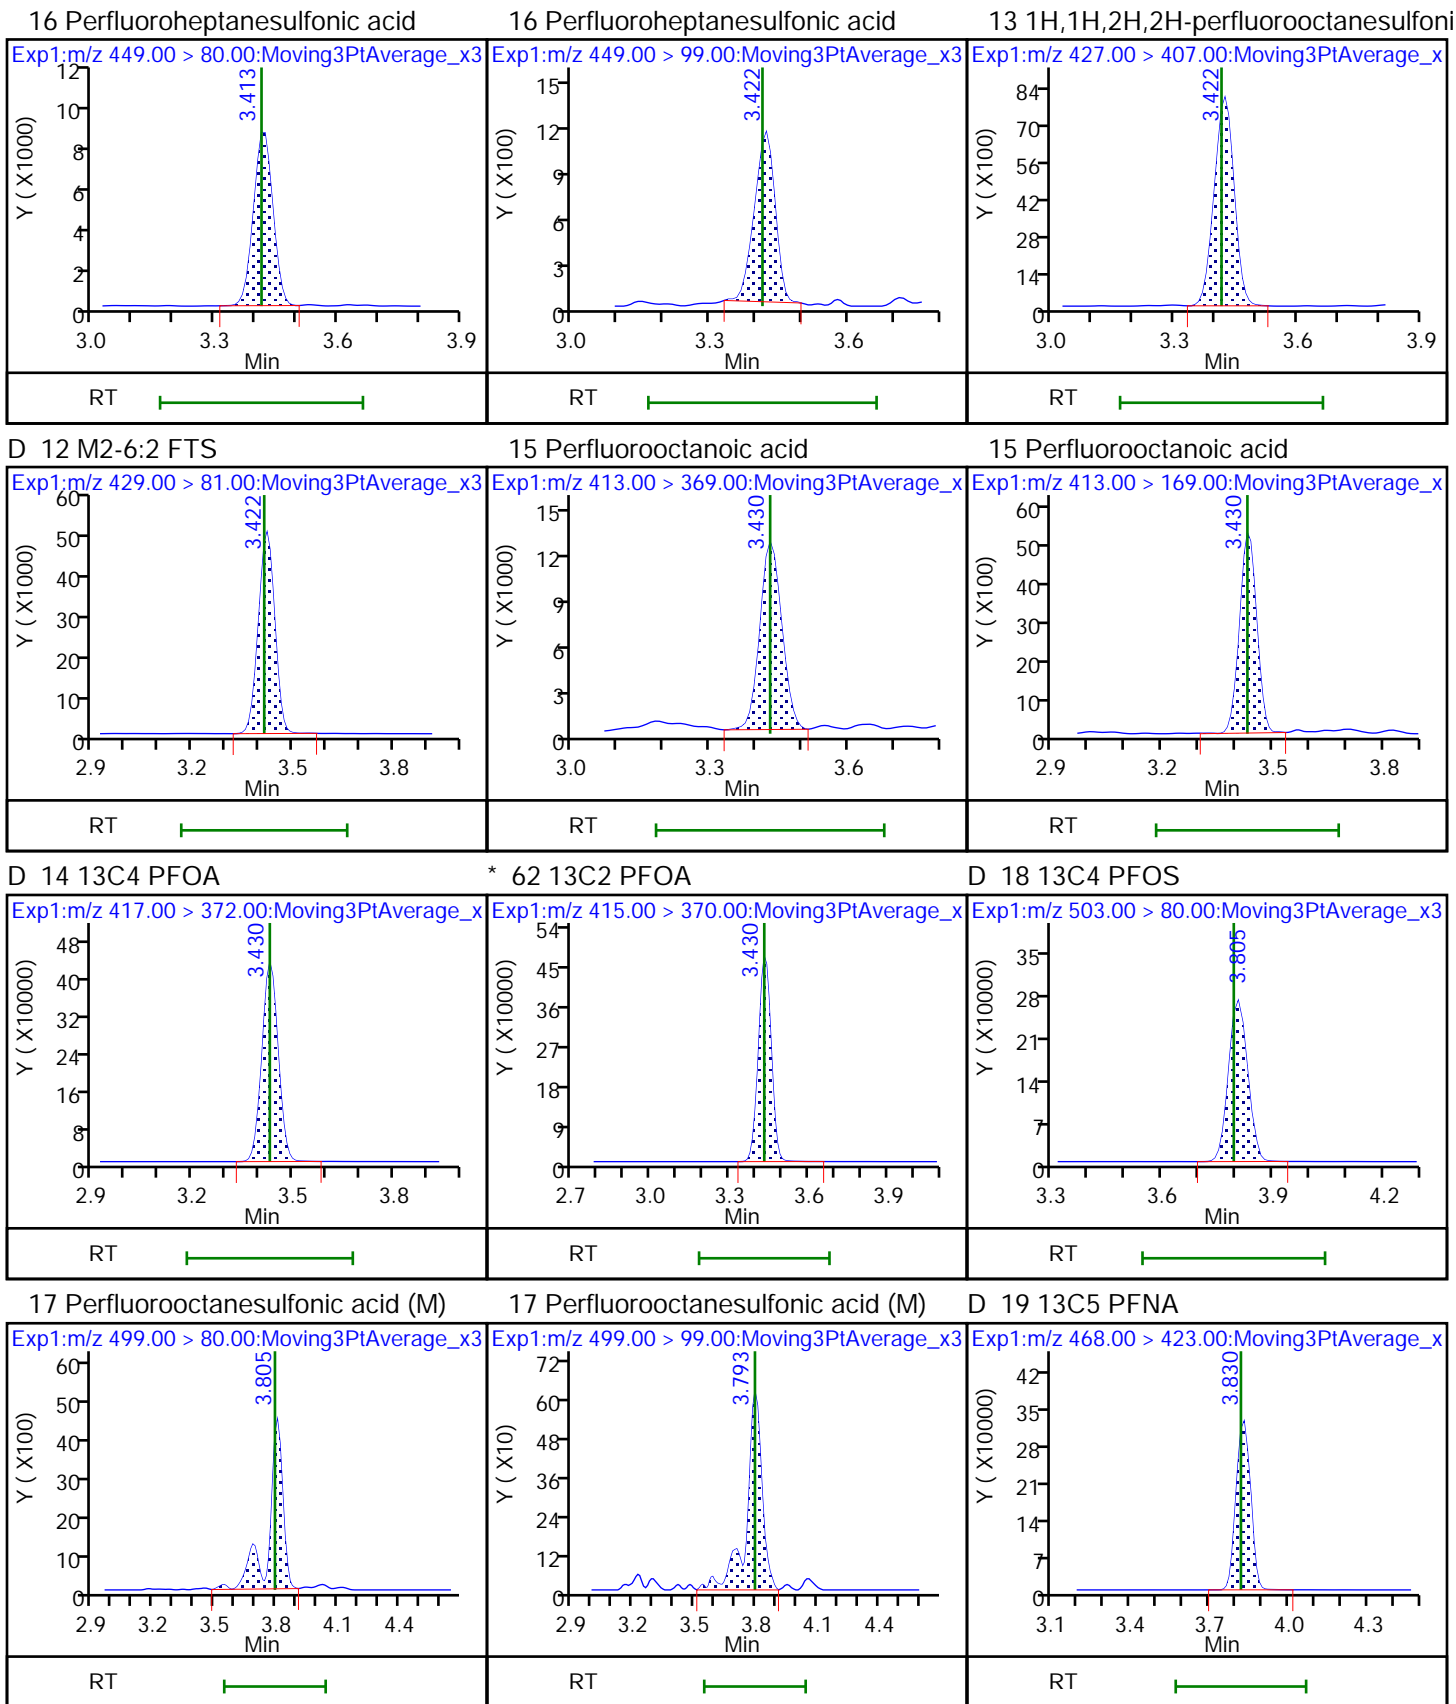 16 Perfluoroheptanesulfonic acid
Exp1:m/z 449.00 > 80.00:Moving3PtAverage_x3
3.413
12
10
8
6
4
2
0
Y ( X1000)
3.0 3.3 3.6 3.9
Min
RT
16 Perfluoroheptanesulfonic acid
Exp1:m/z 449.00 > 99.00:Moving3PtAverage_x3
3.422
15
12
9
6
3
0
Y ( X100)
3.0 3.3 3.6
Min
RT
13 1H,1H,2H,2H-perfluorooctanesulfoni
Exp1:m/z 427.00 > 407.00:Moving3PtAverage_x
3.422
84
70
56
42
28
14
0
Y ( X100)
3.0 3.3 3.6 3.9
Min
RT
D 12 M2-6:2 FTS
Exp1:m/z 429.00 > 81.00:Moving3PtAverage_x3
3.422
60
50
40
30
20
10
0
Y ( X1000)
2.9 3.2 3.5 3.8
Min
RT
15 Perfluorooctanoic acid
Exp1:m/z 413.00 > 369.00:Moving3PtAverage_x
3.430
15
12
9
6
3
0
Y ( X1000)
3.0 3.3 3.6
Min
RT
15 Perfluorooctanoic acid
Exp1:m/z 413.00 > 169.00:Moving3PtAverage_x
3.430
60
50
40
30
20
10
0
Y ( X100)
2.9 3.2 3.5 3.8
Min
RT
D 14 13C4 PFOA
Exp1:m/z 417.00 > 372.00:Moving3PtAverage_x
3.430
48
40
32
24
16
8
0
Y ( X10000)
2.9 3.2 3.5 3.8
Min
RT
* 62 13C2 PFOA
Exp1:m/z 415.00 > 370.00:Moving3PtAverage_x
3.430
54
45
36
27
18
9
0
Y ( X10000)
2.7 3.0 3.3 3.6 3.9
Min
RT
D 18 13C4 PFOS
Exp1:m/z 503.00 > 80.00:Moving3PtAverage_x3
3.805
35
28
21
14
7
0
Y ( X10000)
3.3 3.6 3.9 4.2
Min
RT
17 Perfluorooctanesulfonic acid (M)
Exp1:m/z 499.00 > 80.00:Moving3PtAverage_x3
3.805
60
50
40
30
20
10
0
Y ( X100)
2.9 3.2 3.5 3.8 4.1 4.4
Min
RT
17 Perfluorooctanesulfonic acid (M)
Exp1:m/z 499.00 > 99.00:Moving3PtAverage_x3
3.793
72
60
48
36
24
12
0
Y ( X10)
2.9 3.2 3.5 3.8 4.1 4.4
Min
RT
D 19 13C5 PFNA
Exp1:m/z 468.00 > 423.00:Moving3PtAverage_x
3.830
42
35
28
21
14
7
0
Y ( X10000)
3.1 3.4 3.7 4.0 4.3
Min
RT